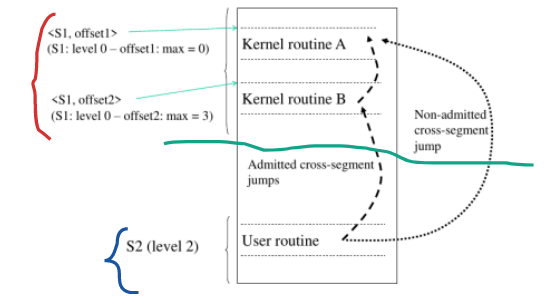 <S1, offset1>
(S1: level 0 – offset1: max = 0)
Kernel routine A
<S1, offset2>
(S1: level 0 – offset2: max = 3)
Kernel routine B
Non-admitted
cross-segment
jump
Admitted cross-segment
jumps
S2 (level 2)
User routine